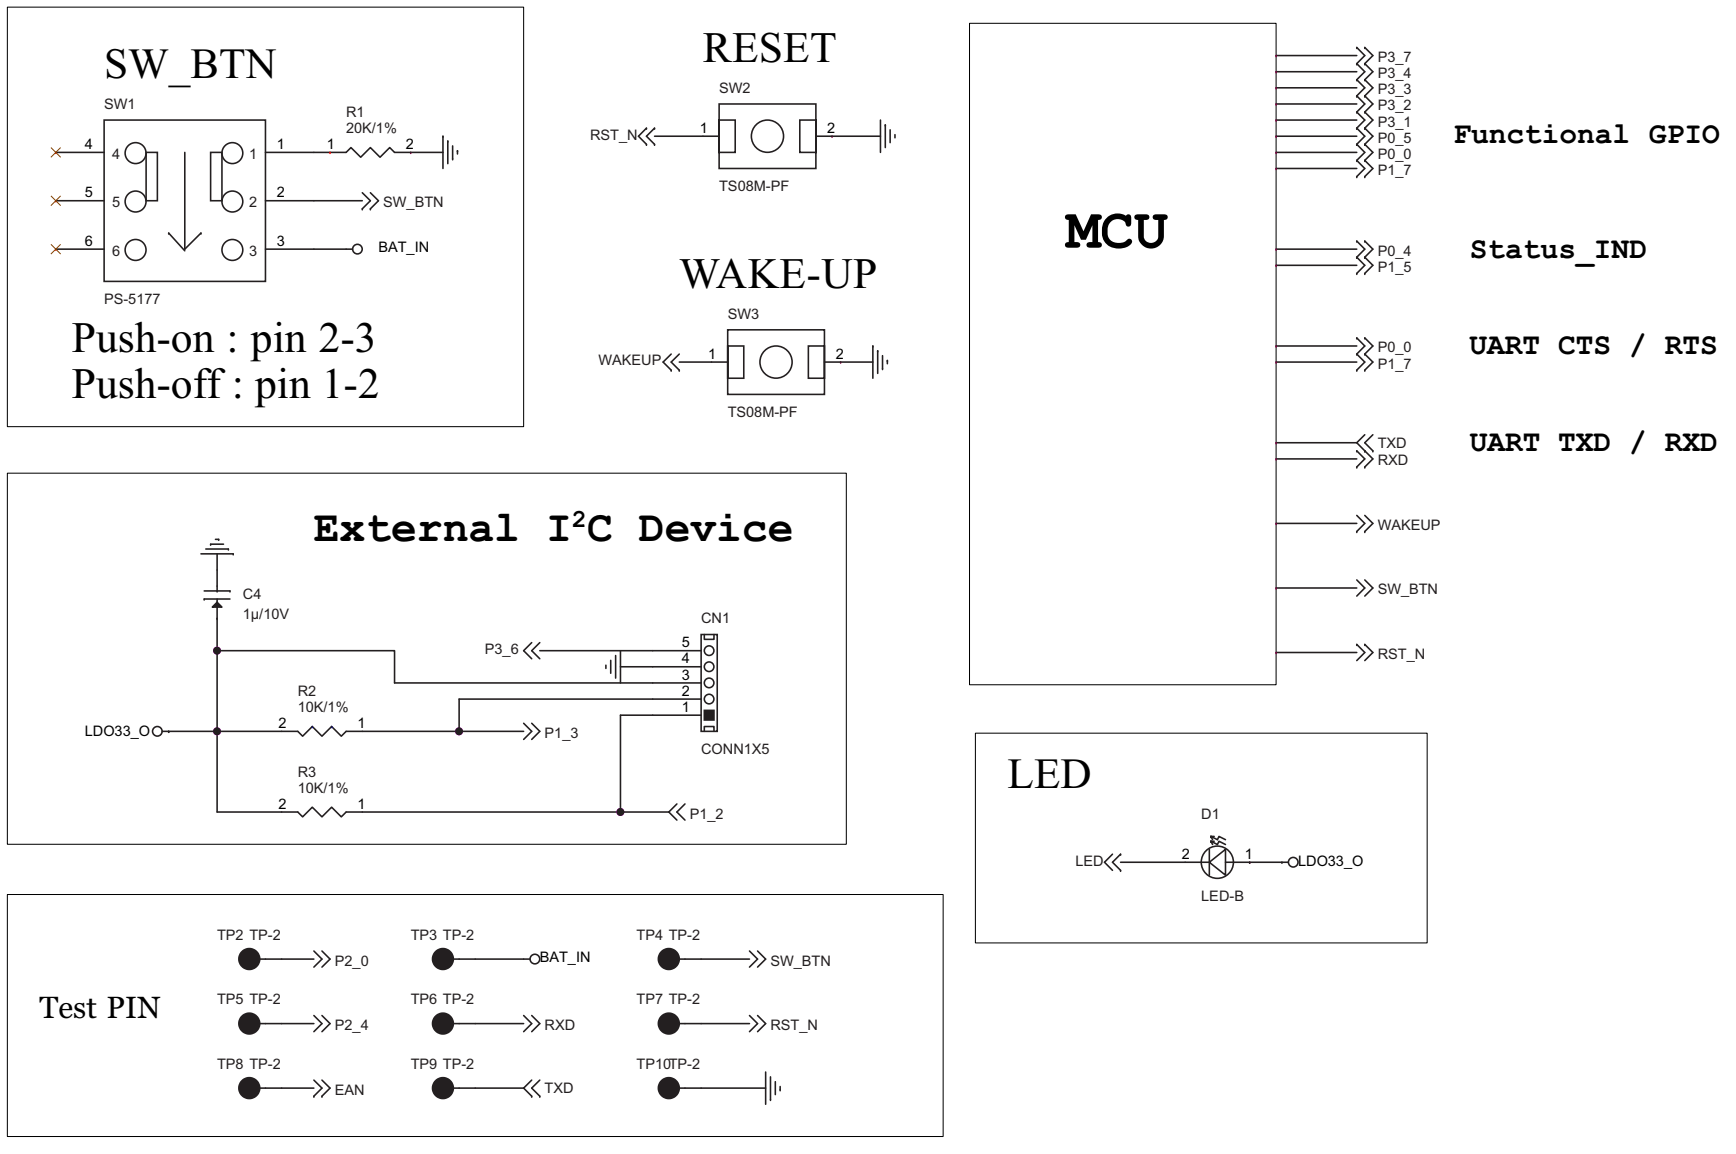 SW_BTN
SW1
R1
20K/1%
4 4 1 1 1 2
5 5 2 2 SW_BTN
6 6 3 3 BAT_IN
PS-5177
Push-on : pin 2-3
Push-off : pin 1-2
RESET
SW2
RST_N 1 2
TS08M-PF
WAKE-UP
SW3
WAKEUP 1 2
TS08M-PF
MCU
P3_7
P3_4
P3_3
P3_2
P3_1
P0_5
P0_0
P1_7
Functional GPIO
P0_4
P1_5
Status_IND
P0_0
P1_7
UART CTS / RTS
TXD
RXD
UART TXD / RXD
WAKEUP
SW_BTN
RST_N
External I²C Device
C4
1µ/10V
CN1
P3_6 5
4
3
2
1
CONN1X5
R2
10K/1%
LDO33_O 2 1 P1_3
R3
10K/1%
2 1 P1_2
LED
D1
LED 2 1 LDO33_O
LED-B
Test PIN
TP2 TP-2 TP3 TP-2 TP4 TP-2
P2_0 BAT_IN SW_BTN
TP5 TP-2 TP6 TP-2 TP7 TP-2
P2_4 RXD RST_N
TP8 TP-2 TP9 TP-2 TP10TP-2
EAN TXD